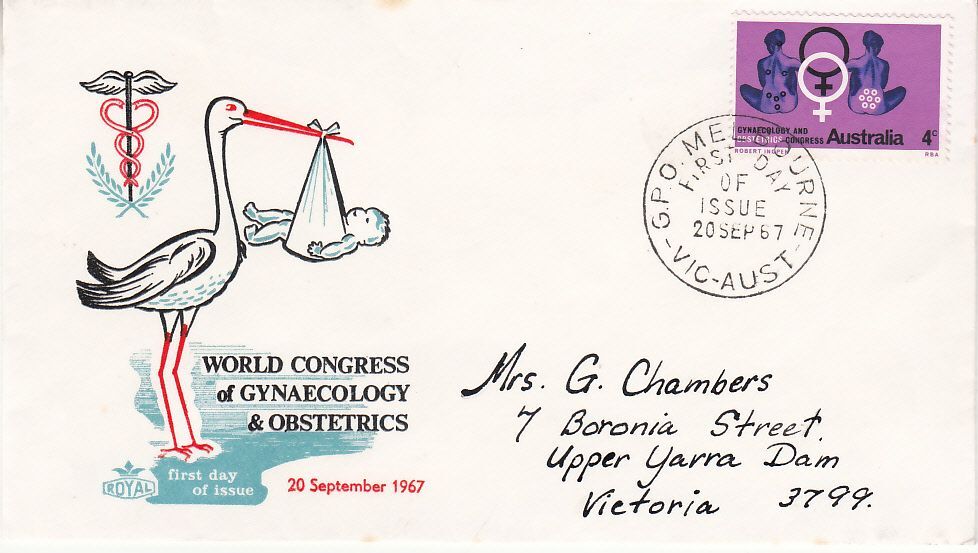 GYNAECOLOGY AND
OBSTETRICS CONGRESS Australia 4c
ROBERT INGPEN RBA
G.P.O. MELBOURNE
FIRST DAY
OF
ISSUE
20 SEP 67
VIC-AUST
WORLD CONGRESS
of GYNAECOLOGY
& OBSTETRICS
first day
of issue
ROYAL
20 September 1967
Mrs. G. Chambers
7 Boronia Street.
Upper Yarra Dam
Victoria 3799.